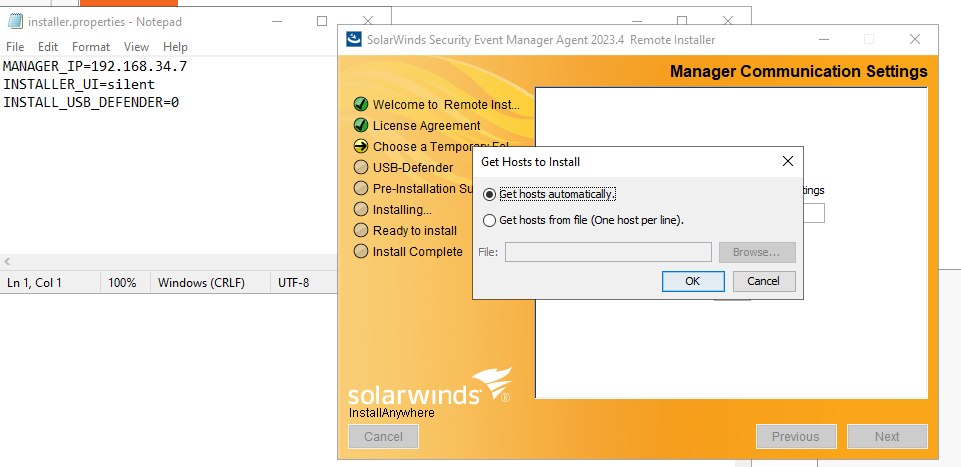 installer.properties - Notepad
File Edit Format View Help
MANAGER_IP=192.168.34.7
INSTALLER_UI=silent
INSTALL_USB_DEFENDER=0
Ln 1, Col 1 100% Windows (CRLF) UTF-8
SolarWinds Security Event Manager Agent 2023.4 Remote Installer
Manager Communication Settings
Welcome to Remote Inst...
License Agreement
Choose a Temporary
USB-Defender
Pre-Installation
Installing...
Ready to install
Install Complete
Get Hosts to Install
Get hosts automatically.
Get hosts from file (One host per line).
File: Browse...
OK Cancel
solarwinds®
InstallAnywhere
Cancel Previous Next